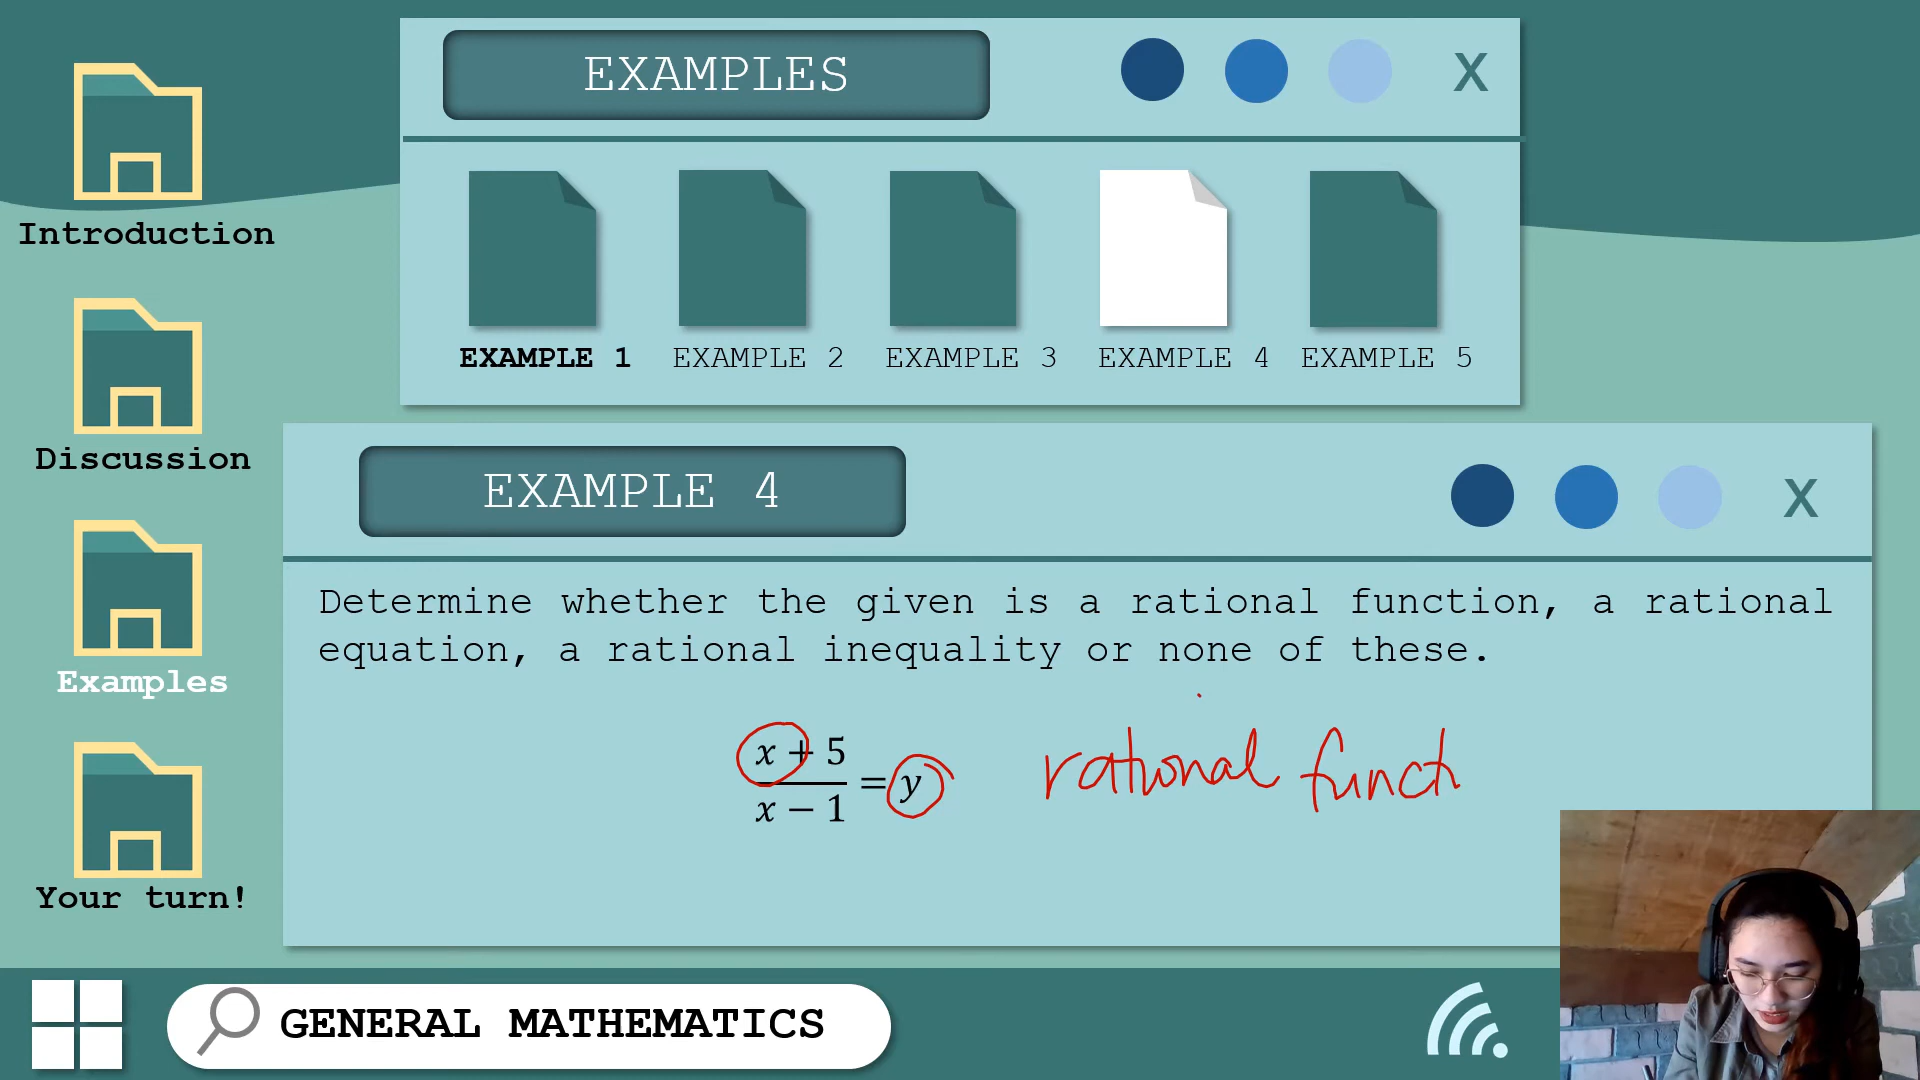 EXAMPLES
X
EXAMPLE 1
EXAMPLE 2
EXAMPLE 3
EXAMPLE 4
EXAMPLE 5
Introduction
Discussion
Examples
Your turn!
EXAMPLE 4
X
Determine whether the given is a rational function, a rational
equation, a rational inequality or none of these.
x + 5
x − 1
= y
rational funct
GENERAL MATHEMATICS